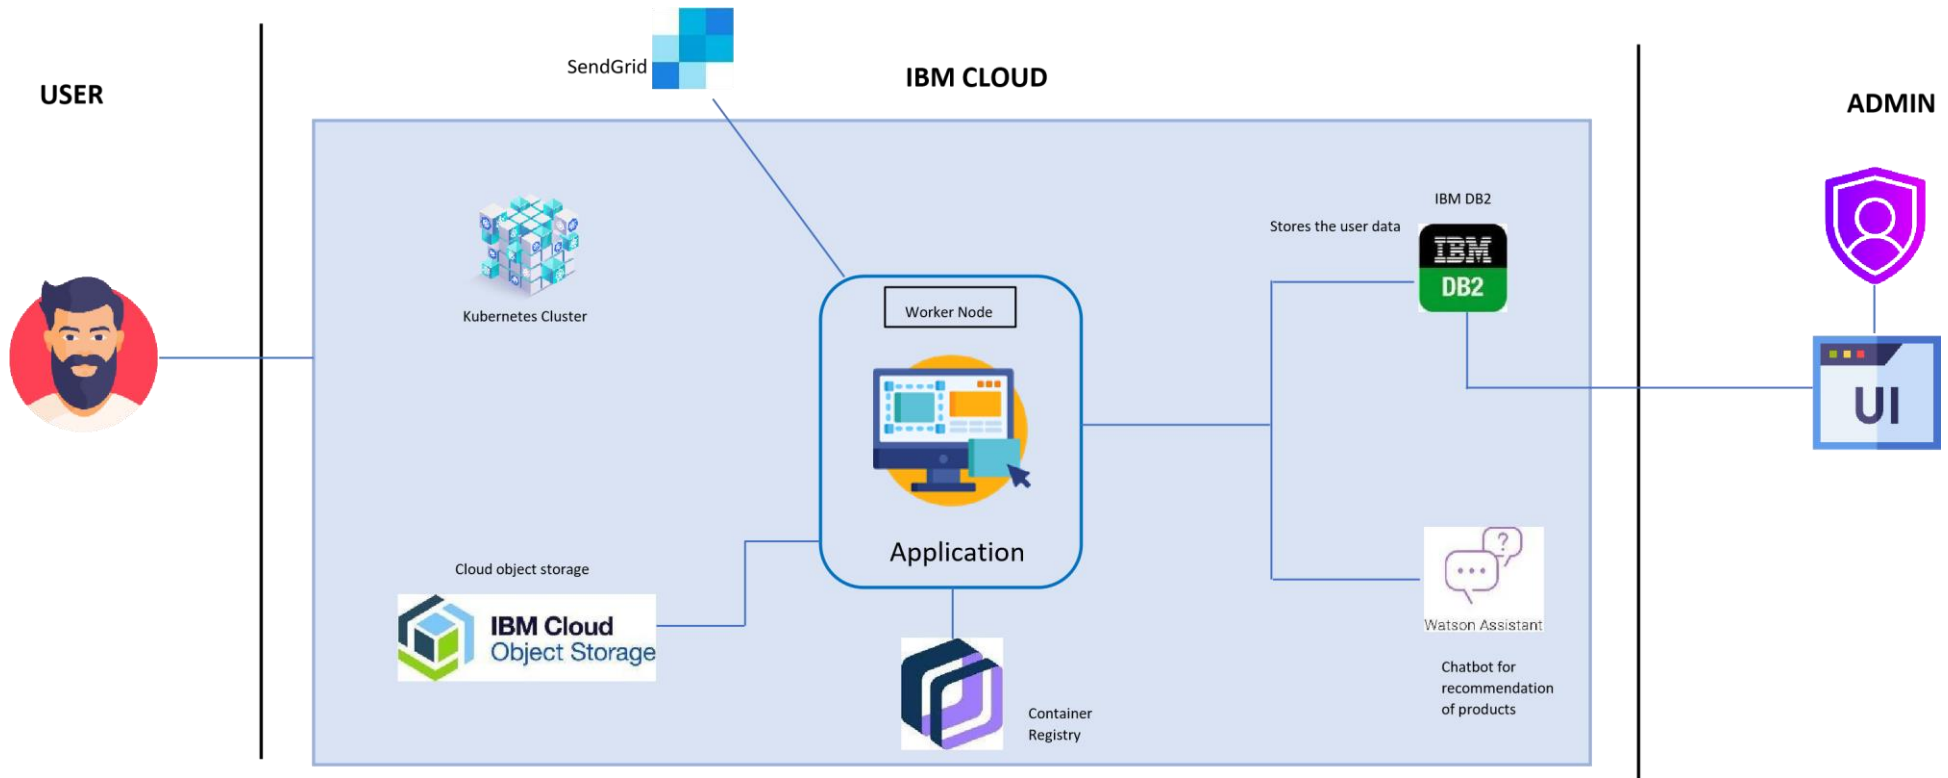 SendGrid
IBM CLOUD
USER
ADMIN
IBM DB2
Stores the user data
IBM
DB2
Kubernetes Cluster
Worker Node
UI
Application
Cloud object storage
IBM Cloud
Object Storage
Watson Assistant
Chatbot for
recommendation
of products
Container
Registry